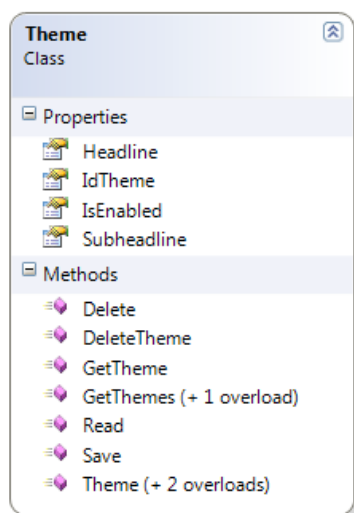 Theme
Class
Properties
Headline
IdTheme
IsEnabled
Subheadline
Methods
Delete
DeleteTheme
GetTheme
GetThemes (+ 1 overload)
Read
Save
Theme (+ 2 overloads)